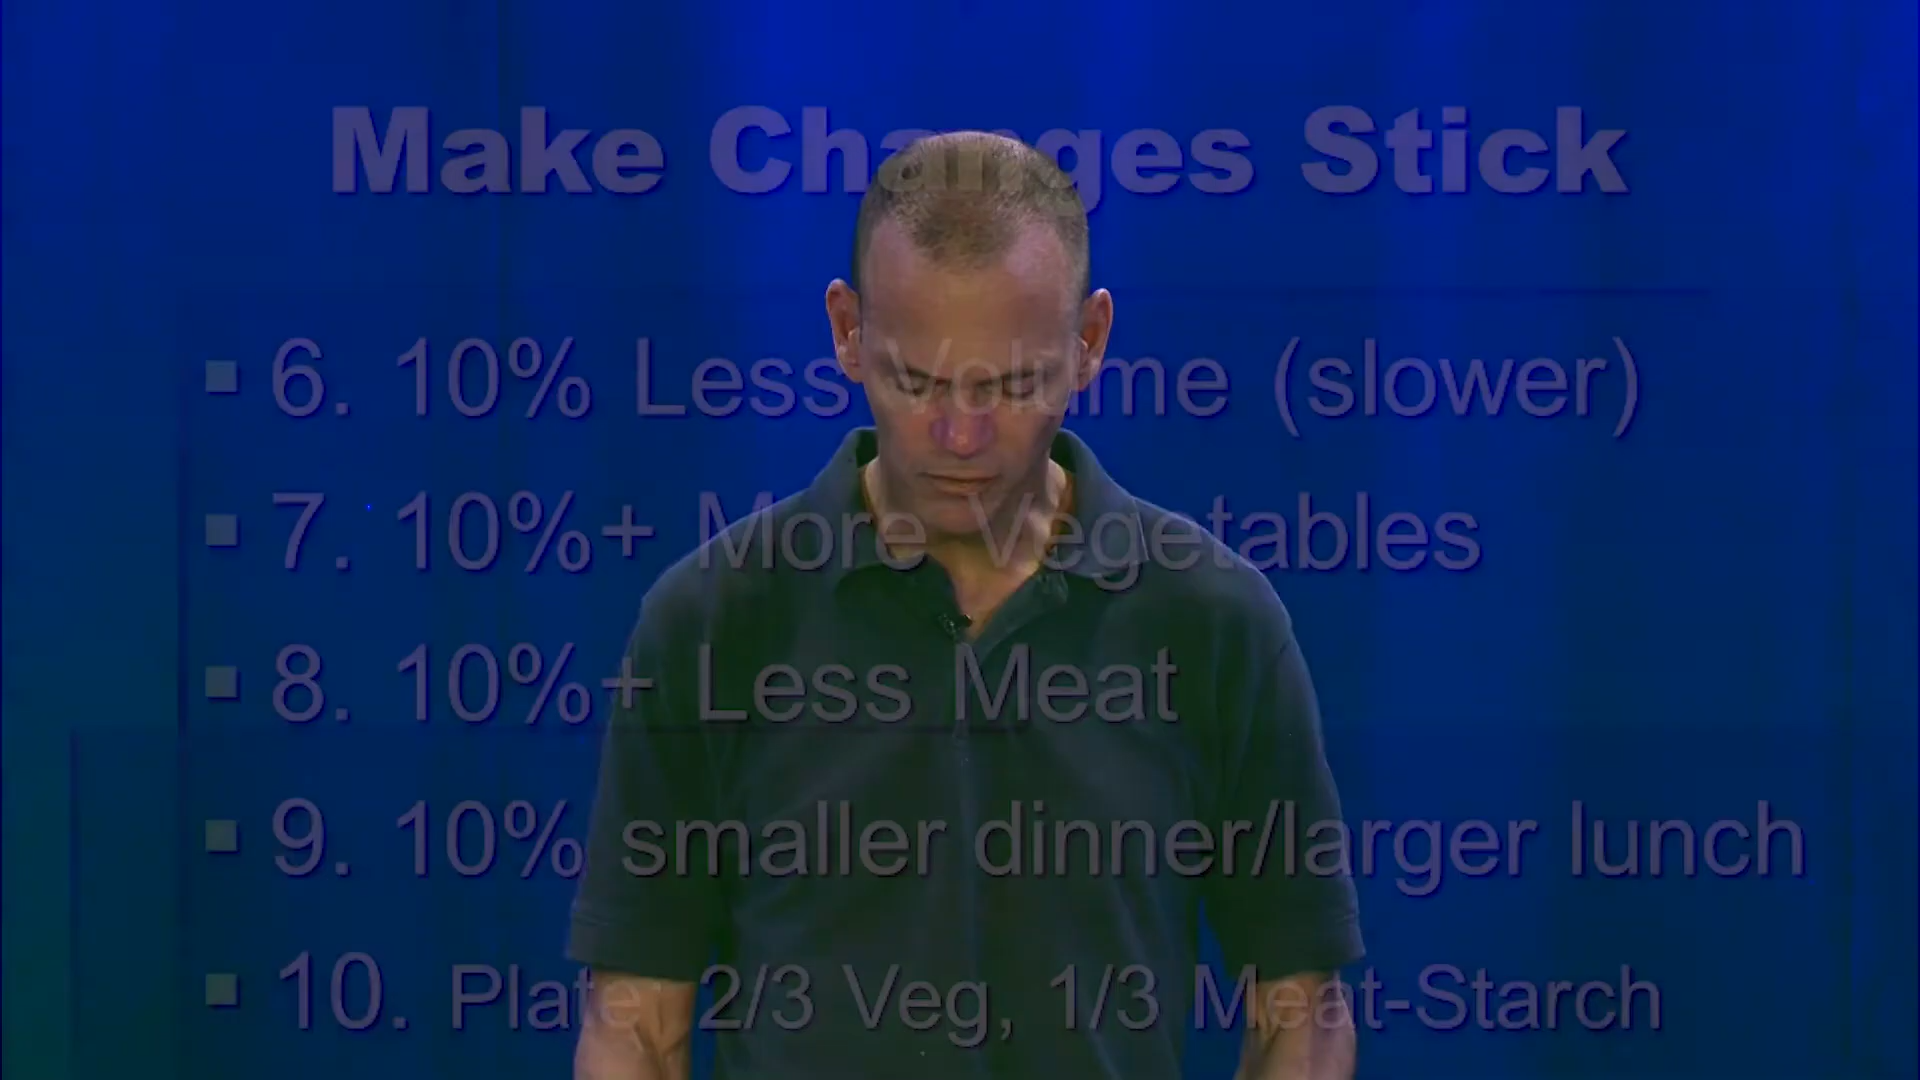 Make Changes Stick
6. 10% Less Volume (slower)
7. 10%+ More Vegetables
8. 10%+ Less Meat
9. 10% smaller dinner/larger lunch
10. Plate: 2/3 Veg, 1/3 Meat-Starch